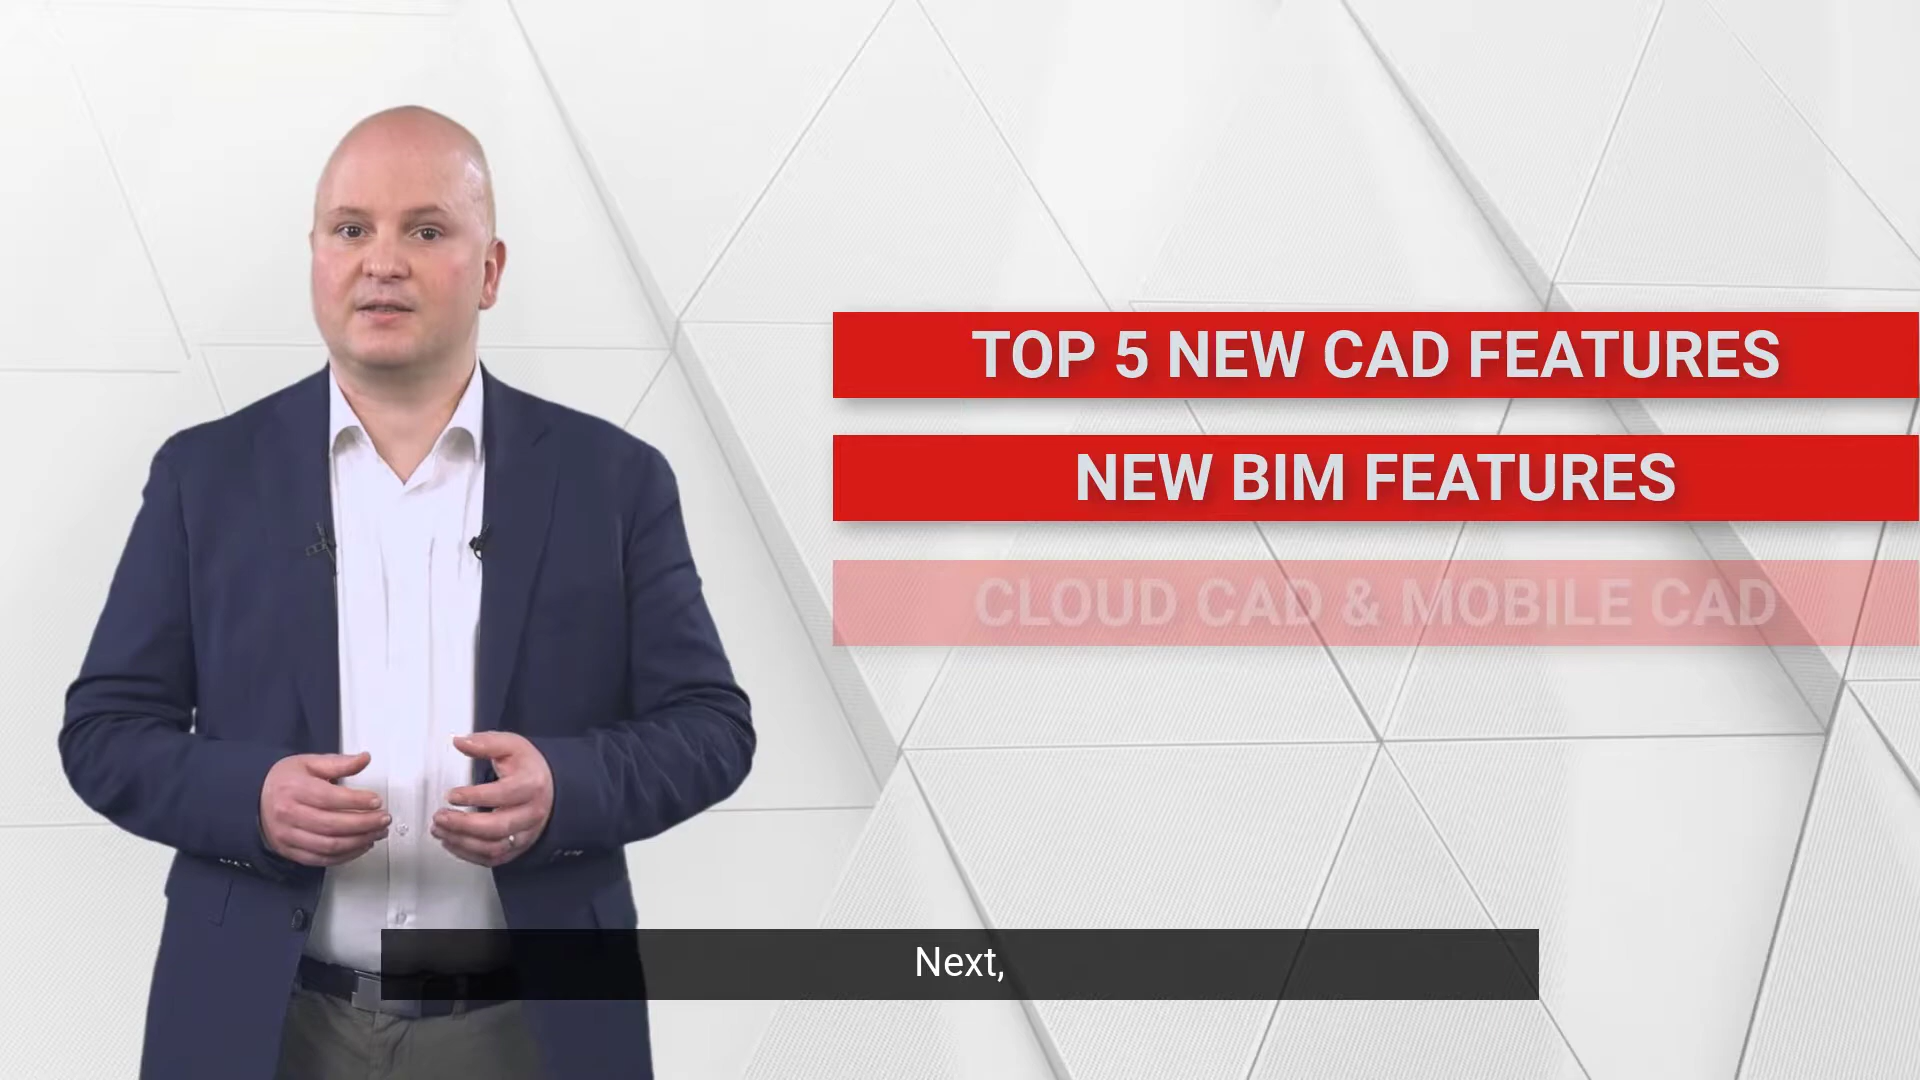 TOP 5 NEW CAD FEATURES
NEW BIM FEATURES
CLOUD CAD & MOBILE CAD
Next,